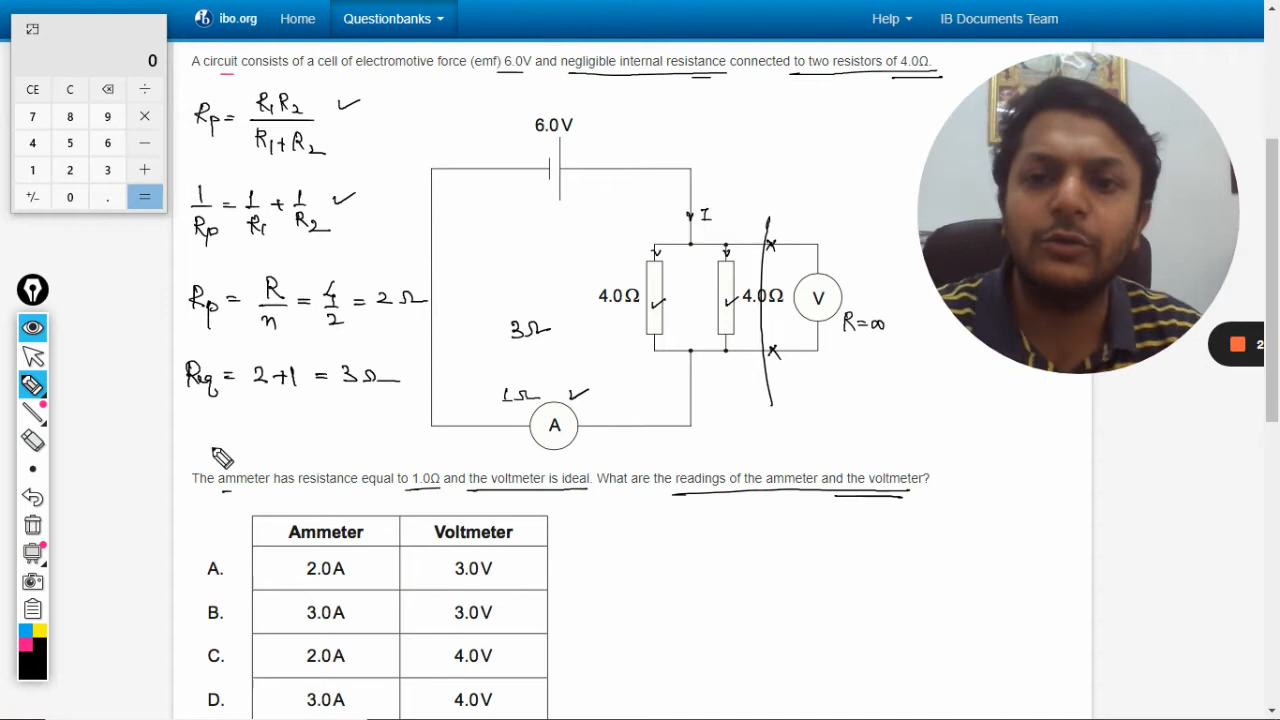 ibo.org Home Questionbanks Help IB Documents Team
0
CE C ⌫ ÷
7 8 9 ×
4 5 6 −
1 2 3 +
+/- 0 . =
A circuit consists of a cell of electromotive force (emf) 6.0V and negligible internal resistance connected to two resistors of 4.0Ω.
Rp = R1R2 / R1+R2 ✓
1/Rp = 1/R1 + 1/R2 ✓
Rp = R/n = 4/2 = 2Ω
Req = 2+1 = 3Ω
6.0V
I
4.0Ω
4.0Ω
V
R=∞
3Ω
1Ω ✓
A
2
The ammeter has resistance equal to 1.0Ω and the voltmeter is ideal. What are the readings of the ammeter and the voltmeter?
Ammeter Voltmeter
A. 2.0A 3.0V
B. 3.0A 3.0V
C. 2.0A 4.0V
D. 3.0A 4.0V